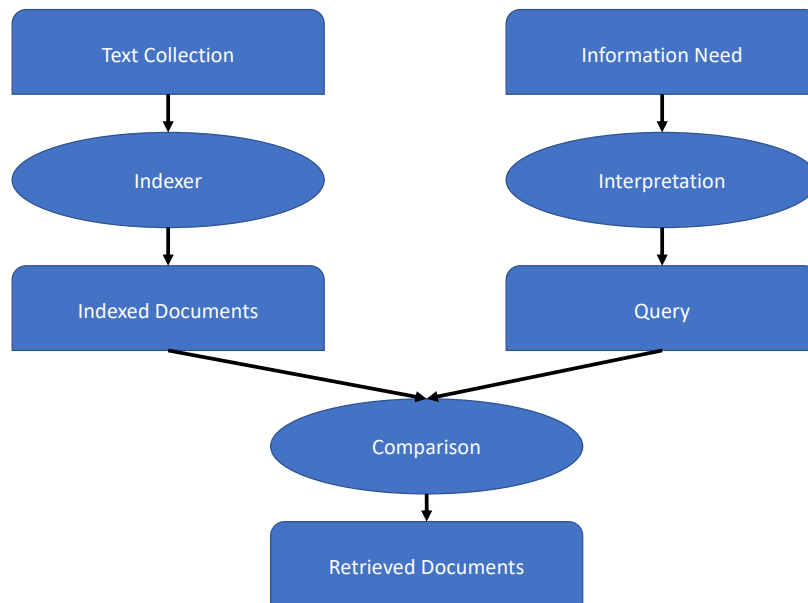 Text Collection
Information Need
Indexer
Interpretation
Indexed Documents
Query
Comparison
Retrieved Documents